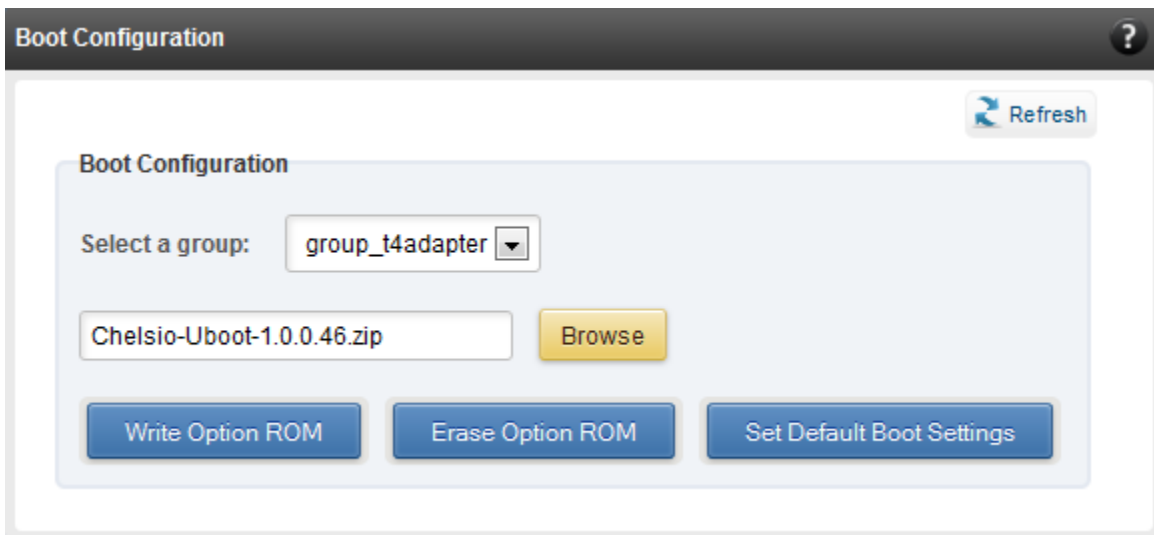 Boot Configuration ?
Refresh
Boot Configuration
Select a group: group_t4adapter
Chelsio-Uboot-1.0.0.46.zip Browse
Write Option ROM Erase Option ROM Set Default Boot Settings